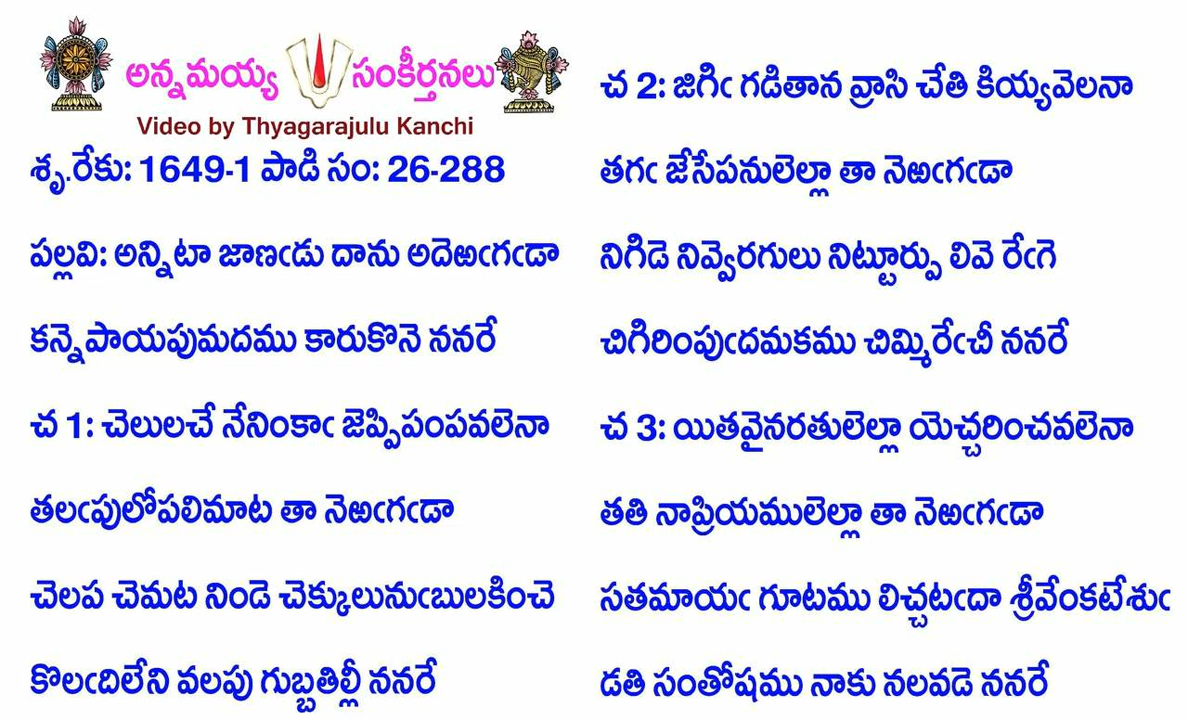 అన్నమయ్య సంకీర్తనలు
Video by Thyagarajulu Kanchi
శృ.రేకు: 1649-1 పాడి సం: 26-288
పల్లవి: అన్నిటా జాణఁడు దాను అదెఱఁగఁడా
కన్నెపాయపుమదము కారుకొనె ననరే
చ 1: చెలులచే నేనింకాఁ జెప్పిపంపవలెనా
తలఁపులోపలిమాట తా నెఱఁగఁడా
చెలప చెమట నిండె చెక్కులునుఁబులకించె
కొలఁదిలేని వలపు గుబ్బతిల్లీ ననరే
చ 2: జిగిఁ గడితాన వ్రాసి చేతి కియ్యవెలనా
తగఁ జేసేపనులెల్లా తా నెఱఁగఁడా
నిగిడె నివ్వెరగులు నిట్టూర్పు లివె రేఁగె
చిగిరింపుఁదమకము చిమ్మిరేఁచీ ననరే
చ 3: యితవైనరతులెల్లా యెచ్చరించవలెనా
తతి నాప్రియములెల్లా తా నెఱఁగఁడా
సతమాయఁ గూటము లిచ్చటఁదా శ్రీవేంకటేశుఁ
డతి సంతోషము నాకు నలవడె ననరే